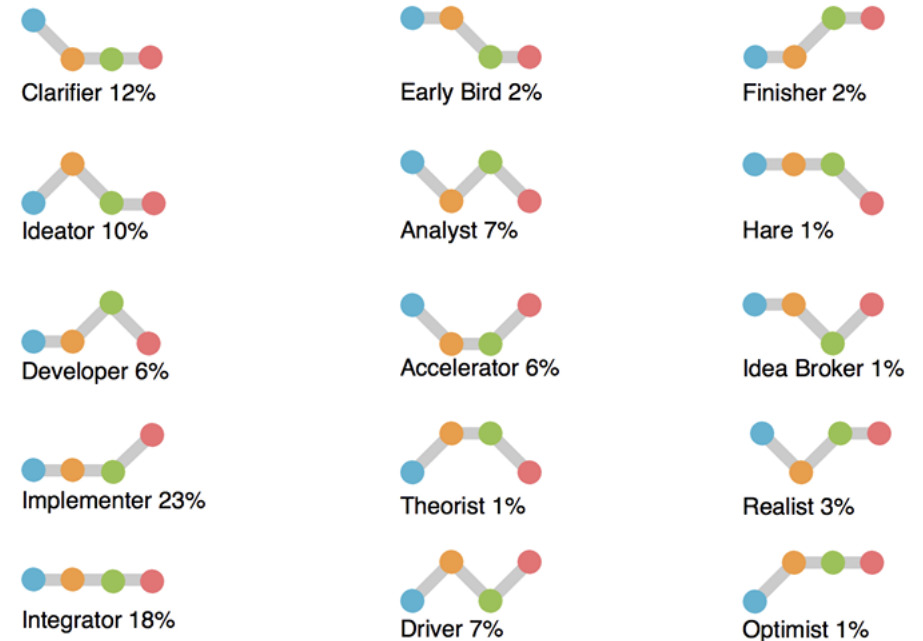 Clarifier 12%
Early Bird 2%
Finisher 2%
Ideator 10%
Analyst 7%
Hare 1%
Developer 6%
Accelerator 6%
Idea Broker 1%
Implementer 23%
Theorist 1%
Realist 3%
Integrator 18%
Driver 7%
Optimist 1%